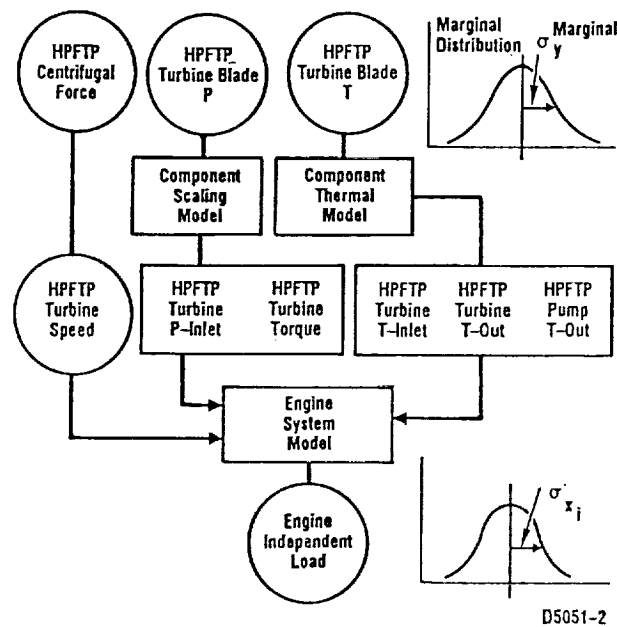 HPFTP
Centrifugal
Force
HPFTP
Turbine Blade
P
HPFTP
Turbine Blade
T
Marginal
Distribution
σ y Marginal
Component
Scaling
Model
Component
Thermal
Model
HPFTP
Turbine
Speed
HPFTP
Turbine
P-Inlet
HPFTP
Turbine
Torque
HPFTP
Turbine
T-Inlet
HPFTP
Turbine
T-Out
HPFTP
Pump
T-Out
Engine
System
Model
Engine
Independent
Load
σ x i
D5051-2